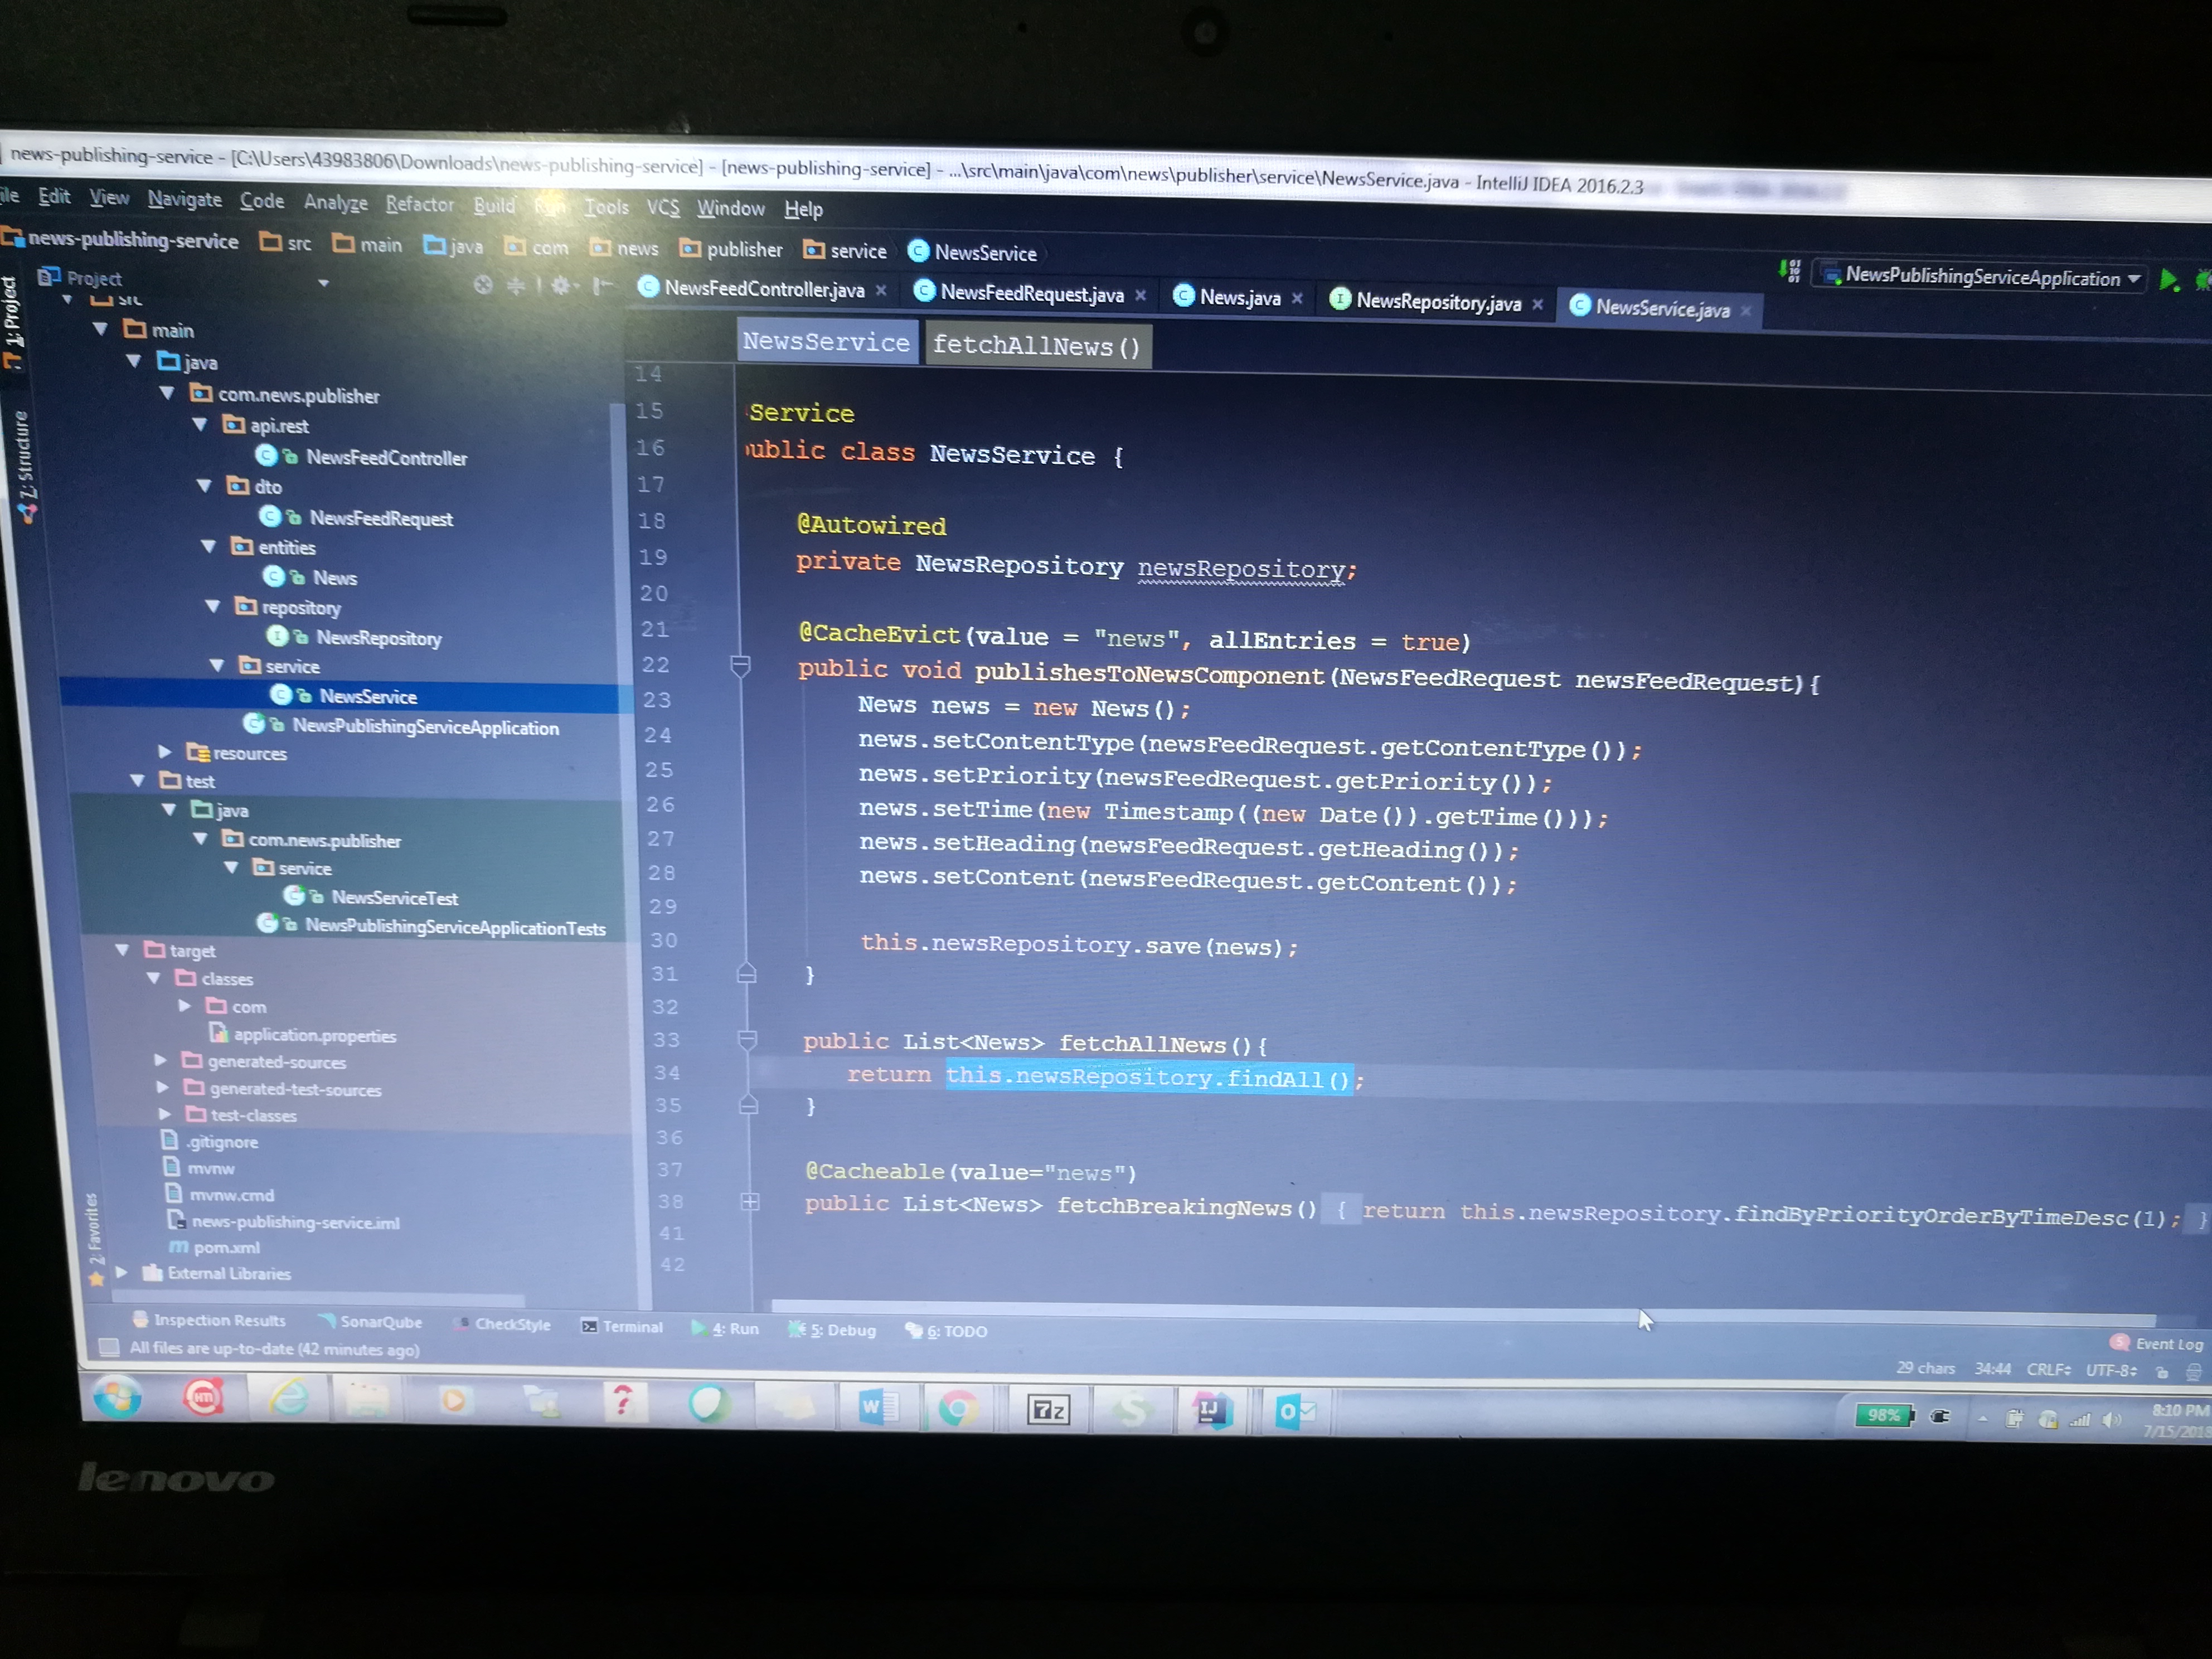 news-publishing-service - [C:\Users\43983806\Downloads\news-publishing-service] - [news-publishing-service] - ...\src\main\java\com\news\publisher\service\NewsService.java - IntelliJ IDEA 2016.2.3
ile Edit View Navigate Code Analyze Refactor Build Run Tools VCS Window Help
news-publishing-service src main java com news publisher service NewsService
NewsPublishingServiceApplication
1: Project
Z: Structure
2: Favorites
Project
NewsFeedController.java NewsFeedRequest.java News.java NewsRepository.java NewsService.java
src
main
java
com.news.publisher
api.rest
NewsFeedController
dto
NewsFeedRequest
entities
News
repository
NewsRepository
service
NewsService
NewsPublishingServiceApplication
resources
test
java
com.news.publisher
service
NewsServiceTest
NewsPublishingServiceApplicationTests
target
classes
com
application.properties
generated-sources
generated-test-sources
test-classes
.gitignore
mvnw
mvnw.cmd
news-publishing-service.iml
pom.xml
External Libraries
NewsService fetchAllNews()
14
15 Service
16 ublic class NewsService {
17
18 @Autowired
19 private NewsRepository newsRepository;
20
21 @CacheEvict(value = "news", allEntries = true)
22 public void publishesToNewsComponent(NewsFeedRequest newsFeedRequest){
23 News news = new News();
24 news.setContentType(newsFeedRequest.getContentType());
25 news.setPriority(newsFeedRequest.getPriority());
26 news.setTime(new Timestamp((new Date()).getTime()));
27 news.setHeading(newsFeedRequest.getHeading());
28 news.setContent(newsFeedRequest.getContent());
29
30 this.newsRepository.save(news);
31 }
32
33 public List<News> fetchAllNews(){
34 return this.newsRepository.findAll();
35 }
36
37 @Cacheable(value="news")
38 public List<News> fetchBreakingNews() { return this.newsRepository.findByPriorityOrderByTimeDesc(1); }
41
42
Inspection Results SonarQube CheckStyle Terminal 4: Run 5: Debug 6: TODO
5 Event Log
All files are up-to-date (42 minutes ago)
29 chars 34:44 CRLF UTF-8
98%
8:10 PM
7/15/2018
lenovo